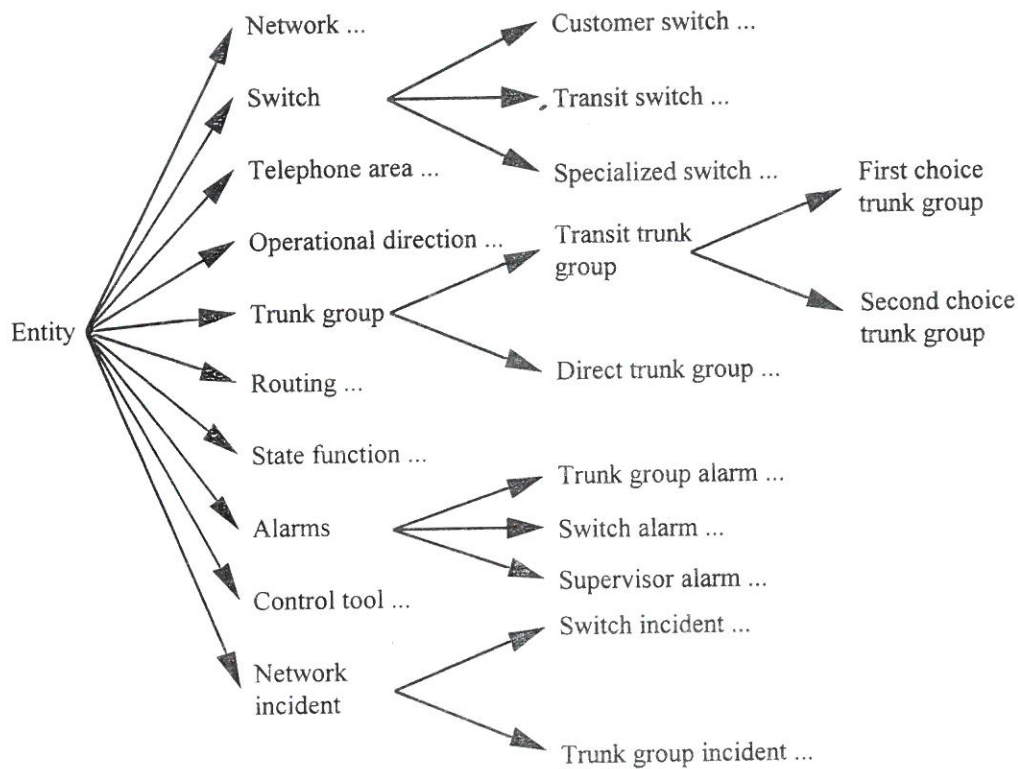 Network ...
Customer switch ...
Switch
Transit switch ...
Telephone area ...
Specialized switch ...
First choice
trunk group
Operational direction ...
Transit trunk
group
Entity
Trunk group
Second choice
trunk group
Routing ...
Direct trunk group ...
State function ...
Trunk group alarm ...
Alarms
Switch alarm ...
Supervisor alarm ...
Control tool ...
Switch incident ...
Network
incident
Trunk group incident ...